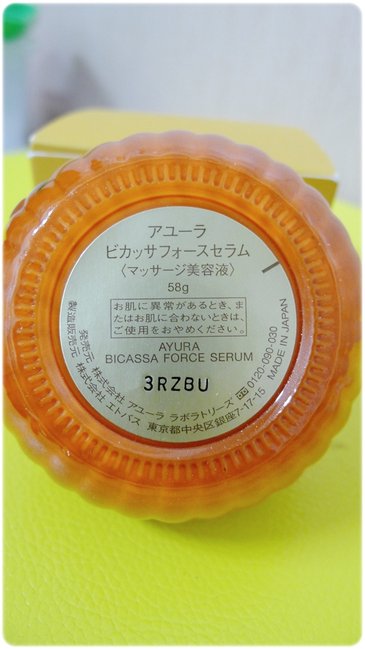 アユーラ
ビカッサフォースセラム
〈マッサージ美容液〉
58g
お肌に異常があるとき、ま
たはお肌に合わないときは、
ご使用をおやめください。
AYURA
BICASSA FORCE SERUM
3RZBU
発売元 株式会社 アユーラ ラボラトリーズ 0120-090-030
製造販売元 株式会社 エトバス 東京都中央区銀座7-17-15 MADE IN JAPAN